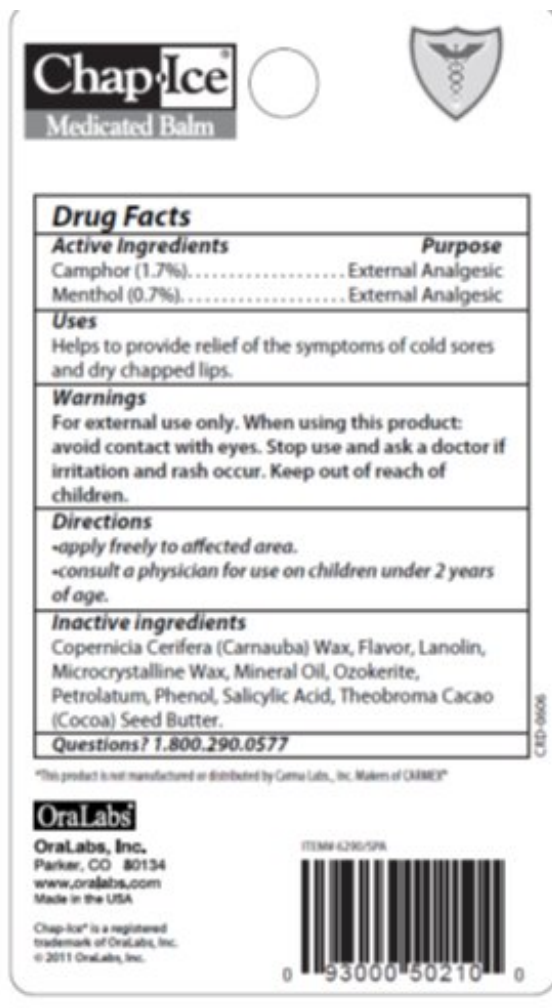 Chap·Ice®
Medicated Balm
Drug Facts
Active Ingredients Purpose
Camphor (1.7%)......................External Analgesic
Menthol (0.7%)......................External Analgesic
Uses
Helps to provide relief of the symptoms of cold sores
and dry chapped lips.
Warnings
For external use only. When using this product:
avoid contact with eyes. Stop use and ask a doctor if
irritation and rash occur. Keep out of reach of
children.
Directions
•apply freely to affected area.
•consult a physician for use on children under 2 years
of age.
Inactive ingredients
Copernicia Cerifera (Carnauba) Wax, Flavor, Lanolin,
Microcrystalline Wax, Mineral Oil, Ozokerite,
Petrolatum, Phenol, Salicylic Acid, Theobroma Cacao
(Cocoa) Seed Butter.
Questions? 1.800.290.0577
CRD-0606
*This product is not manufactured or distributed by Carma Labs., Inc. Makers of CARMEX®
OraLabs®
OraLabs, Inc.
Parker, CO 80134
www.oralabs.com
Made in the USA
Chap-Ice® is a registered
trademark of OraLabs, Inc.
© 2011 OraLabs, Inc.
ITEM# 6290/SPA
0 93000 50210 0